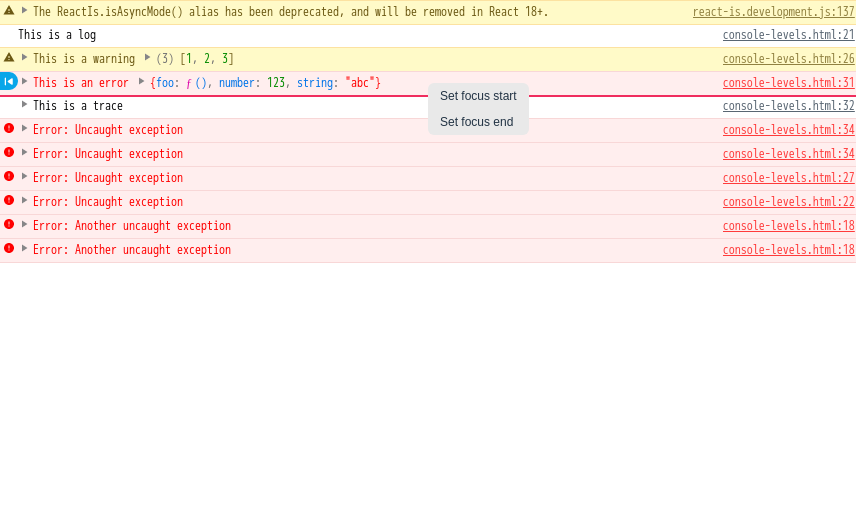 The ReactIs.isAsyncMode() alias has been deprecated, and will be removed in React 18+. react-is.development.js:137
This is a log console-levels.html:21
This is a warning (3) [1, 2, 3] console-levels.html:26
This is an error {foo: ƒ (), number: 123, string: "abc"} console-levels.html:31
Set focus start
This is a trace console-levels.html:32
Set focus end
Error: Uncaught exception console-levels.html:34
Error: Uncaught exception console-levels.html:34
Error: Uncaught exception console-levels.html:27
Error: Uncaught exception console-levels.html:22
Error: Another uncaught exception console-levels.html:18
Error: Another uncaught exception console-levels.html:18